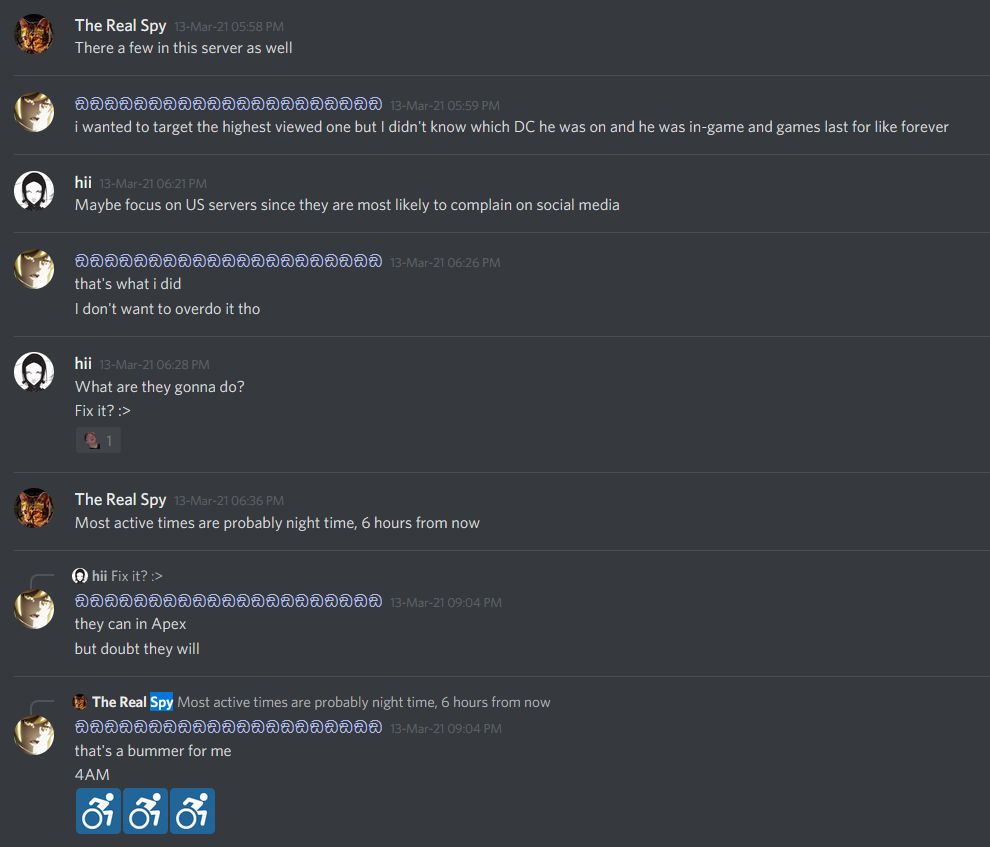 The Real Spy 13-Mar-21 05:58 PM
There a few in this server as well
ඞඞඞඞඞඞඞඞඞඞඞඞඞඞඞඞඞඞඞඞඞ 13-Mar-21 05:59 PM
i wanted to target the highest viewed one but I didn't know which DC he was on and he was in-game and games last for like forever
hii 13-Mar-21 06:21 PM
Maybe focus on US servers since they are most likely to complain on social media
ඞඞඞඞඞඞඞඞඞඞඞඞඞඞඞඞඞඞඞඞඞ 13-Mar-21 06:26 PM
that's what i did
I don't want to overdo it tho
hii 13-Mar-21 06:28 PM
What are they gonna do?
Fix it? :>
1
The Real Spy 13-Mar-21 06:36 PM
Most active times are probably night time, 6 hours from now
hii Fix it? :>
ඞඞඞඞඞඞඞඞඞඞඞඞඞඞඞඞඞඞඞඞඞ 13-Mar-21 09:04 PM
they can in Apex
but doubt they will
The Real Spy Most active times are probably night time, 6 hours from now
ඞඞඞඞඞඞඞඞඞඞඞඞඞඞඞඞඞඞඞඞඞ 13-Mar-21 09:04 PM
that's a bummer for me
4AM